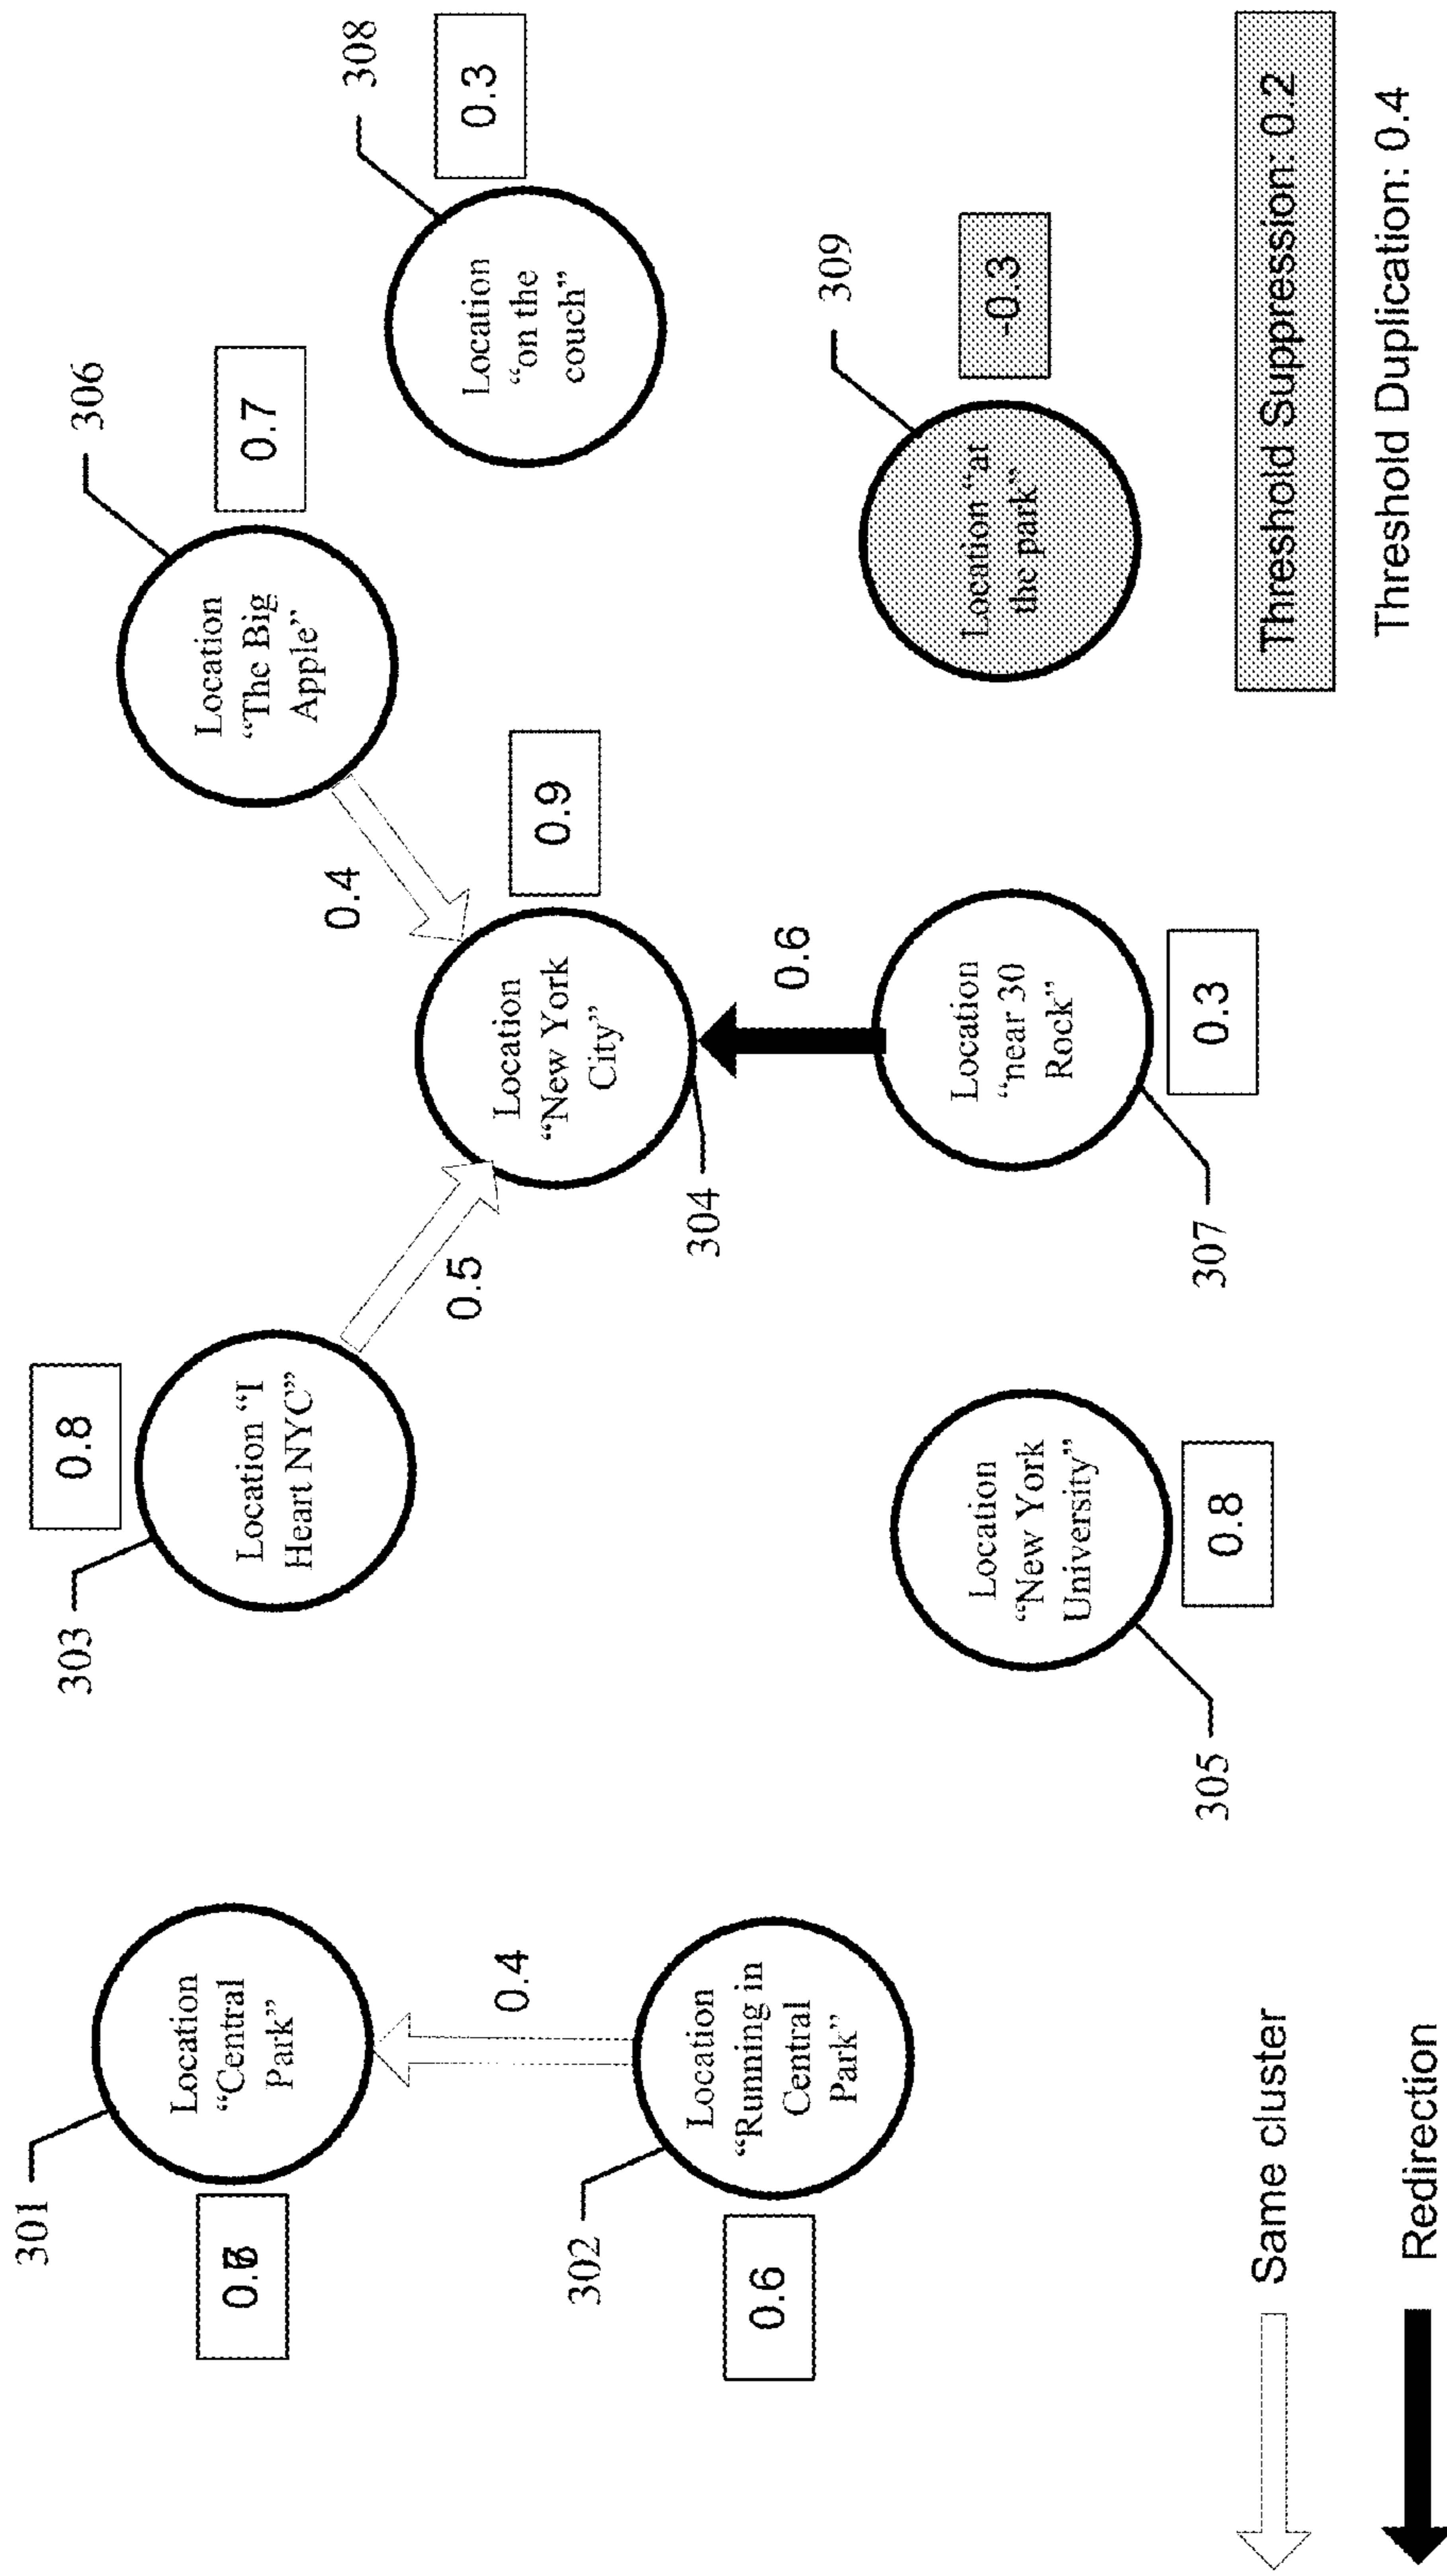 301
Location
“Central
Park”
0.4
302
Location
“Running in
Central
Park”
0.6
303
0.8
Location “I
Heart NYC”
0.5
304
Location
“New York
City”
0.9
305
Location
“New York
University”
0.8
306
Location
“The Big
Apple”
0.7
0.4
307
Location
“near 30
Rock”
0.3
0.6
308
Location
“on the
couch”
0.3
309
Location “at
the park”
-0.3
Same cluster
Redirection
Threshold Suppression: 0.2
Threshold Duplication: 0.4